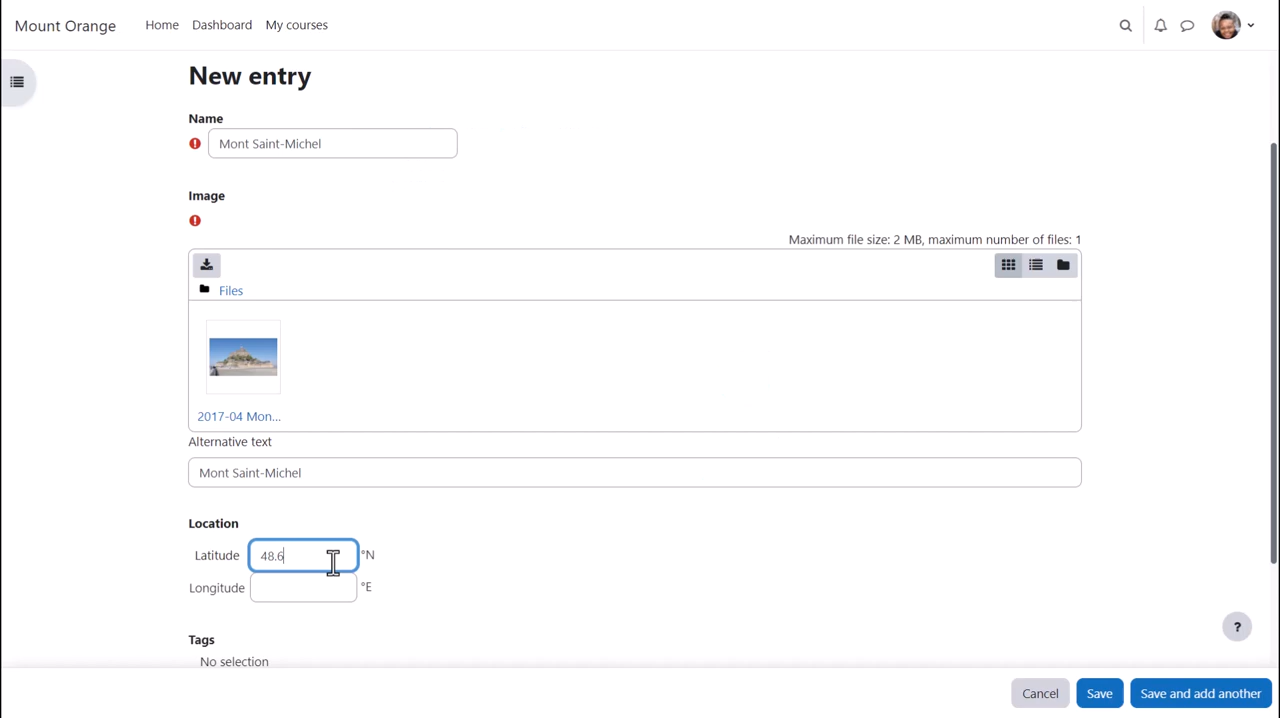 Mount Orange Home Dashboard My courses
New entry
Name
Mont Saint-Michel
Image
Maximum file size: 2 MB, maximum number of files: 1
Files
2017-04 Mon...
Alternative text
Mont Saint-Michel
Location
Latitude 48.6 °N
Longitude °E
?
Tags
No selection
Cancel Save Save and add another